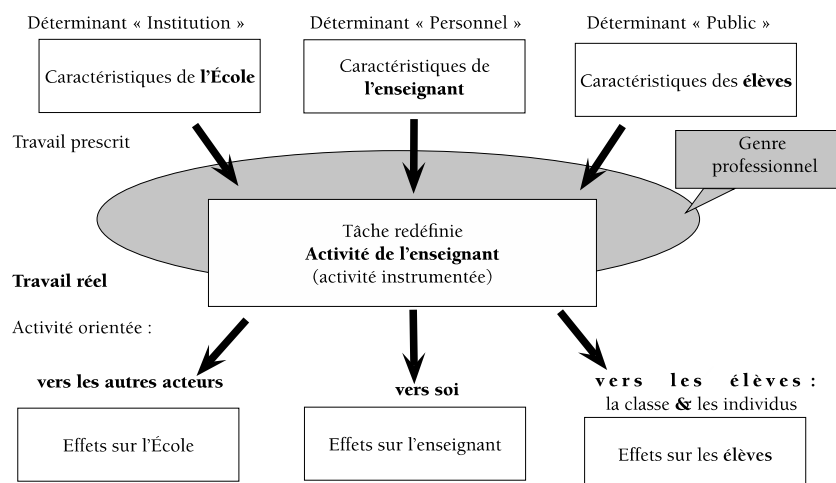 Déterminant « Institution »
Déterminant « Personnel »
Déterminant « Public »
Caractéristiques de l’École
Caractéristiques de
l’enseignant
Caractéristiques des élèves
Travail prescrit
Genre
professionnel
Tâche redéfinie
Activité de l’enseignant
(activité instrumentée)
Travail réel
Activité orientée :
vers les autres acteurs
vers soi
vers les élèves :
la classe & les individus
Effets sur l’École
Effets sur l’enseignant
Effets sur les élèves